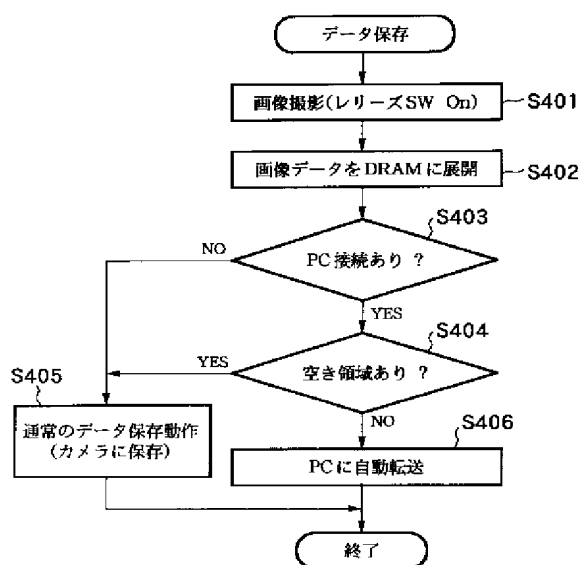 データ保存
画像撮影(レリーズSW On)
S401
画像データをDRAMに展開
S402
S403
PC接続あり ?
NO
YES
S404
空き領域あり ?
YES
NO
S405
通常のデータ保存動作
(カメラに保存)
S406
PCに自動転送
終了